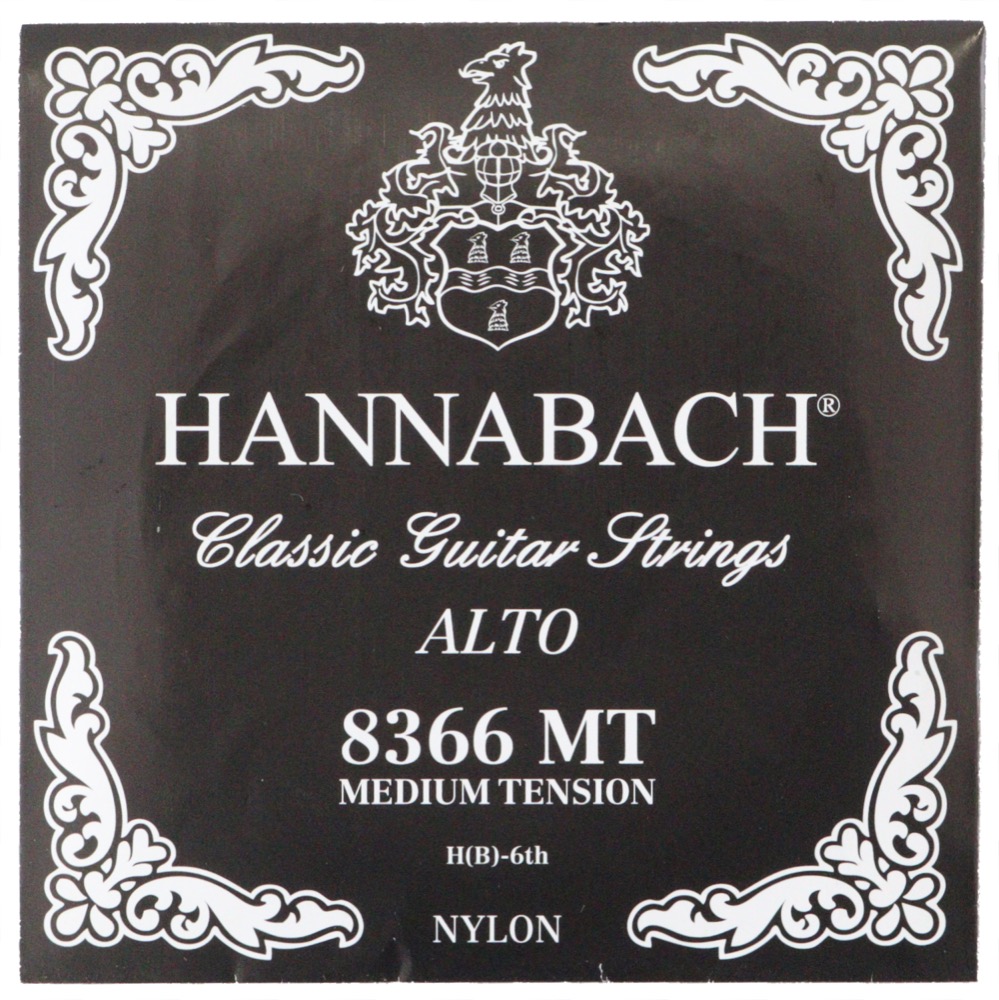 HANNABACH®
Classic Guitar Strings
ALTO
8366 MT
MEDIUM TENSION
H(B)-6th
NYLON